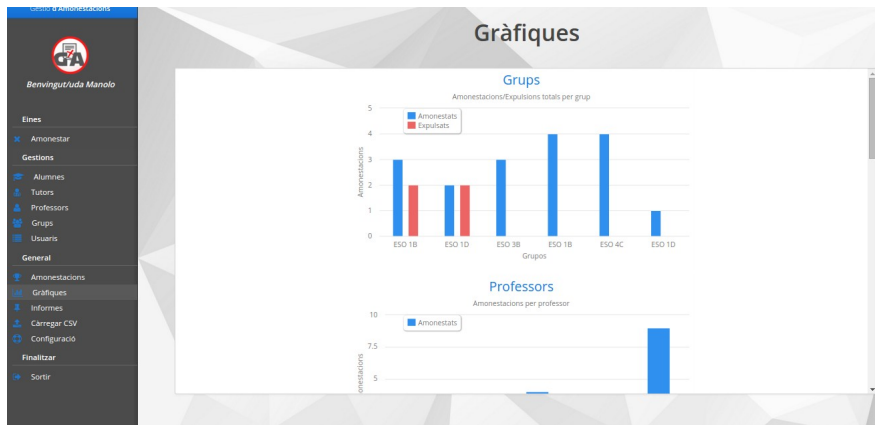 Gestió d'Amonestacions
GA
Benvingut/uda Manolo
Eines
Amonestar
Gestions
Alumnes
Tutors
Professors
Grups
Usuaris
General
Amonestacions
Gràfiques
Informes
Càrregar CSV
Configuració
Finalitzar
Sortir
Gràfiques
Grups
Amonestacions/Expulsions totals per grup
Amonestats
Expulsats
Amonestacions
5
4
3
2
1
0
ESO 1B ESO 1D ESO 3B ESO 1B ESO 4C ESO 1D
Grupos
Professors
Amonestacions per professor
Amonestats
10
7.5
5